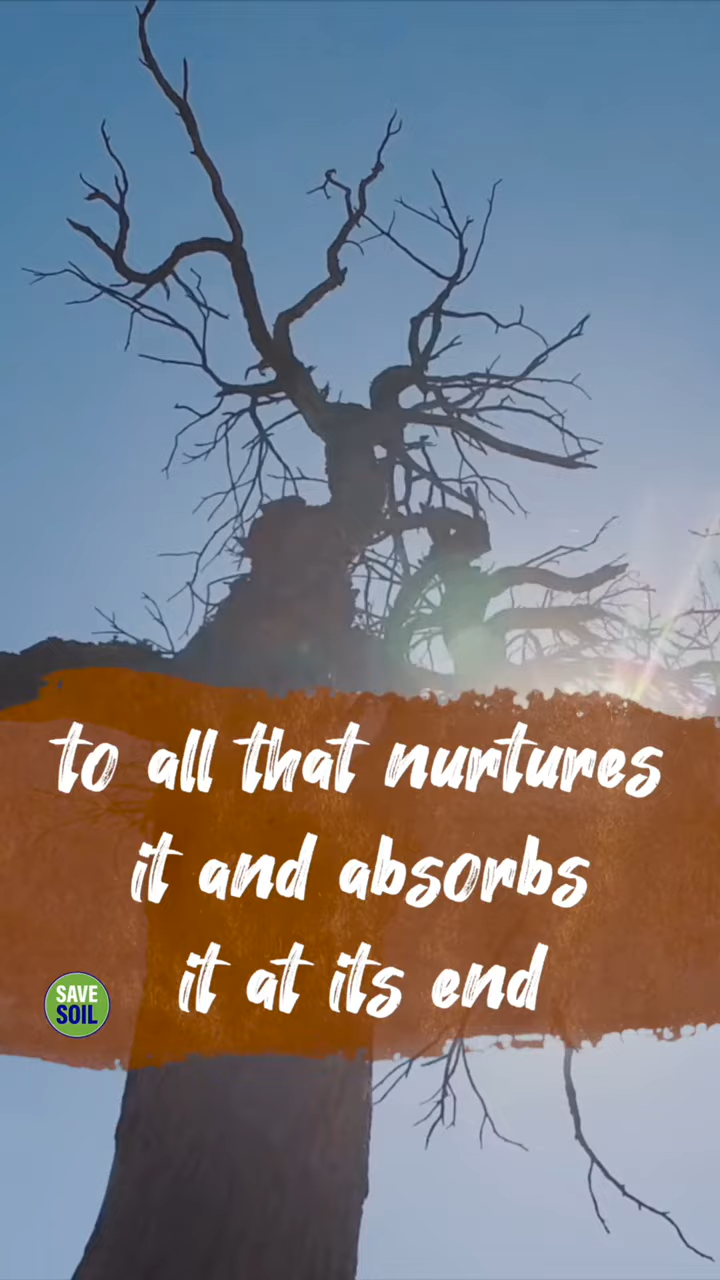 to all that nurtures
it and absorbs
it at its end
SAVE
SOIL